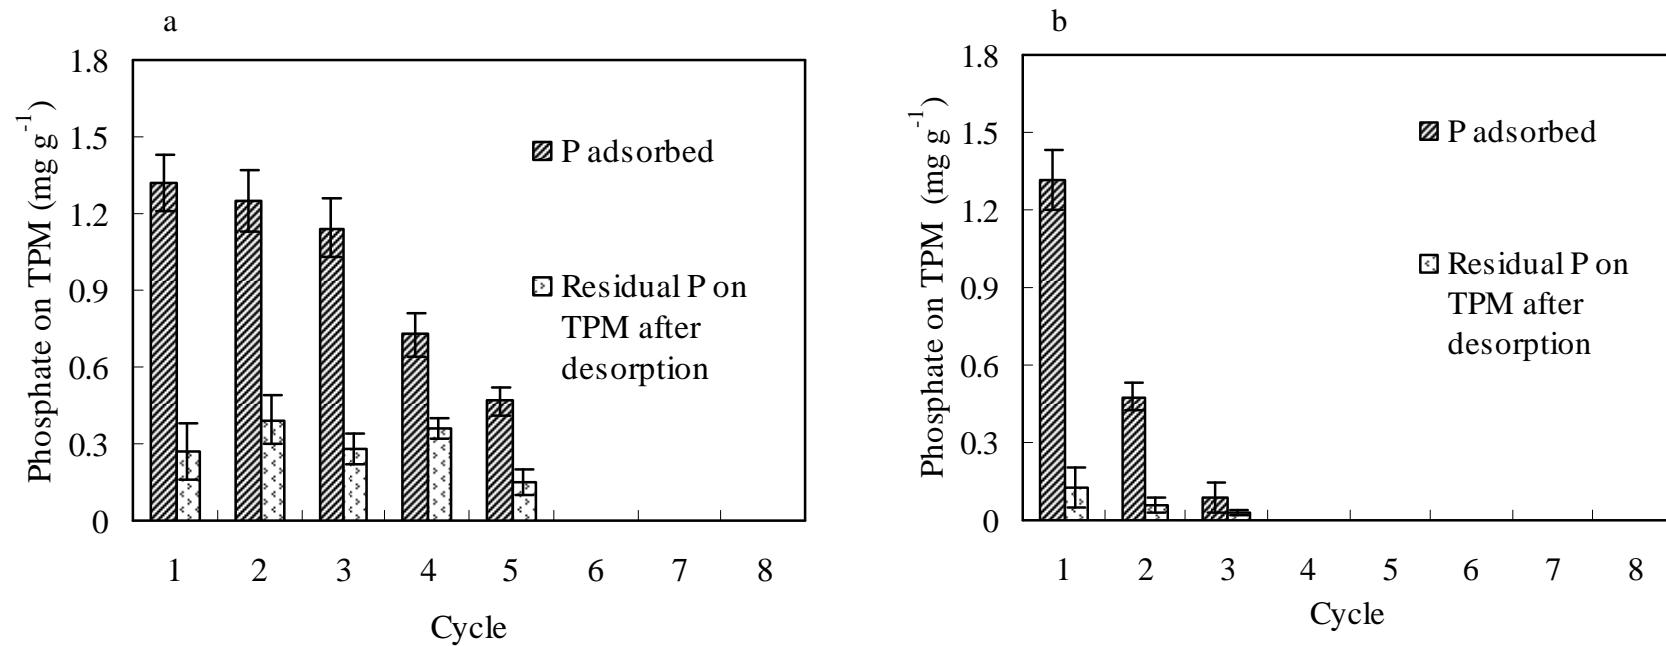 a
1.8
1.5
1.2
0.9
0.6
0.3
0
Phosphate on TPM (mg g-1)
P adsorbed
Residual P on
TPM after
desorption
1 2 3 4 5 6 7 8
Cycle
b
1.8
1.5
1.2
0.9
0.6
0.3
0
Phosphate on TPM (mg g-1)
P adsorbed
Residual P on
TPM after
desorption
1 2 3 4 5 6 7 8
Cycle